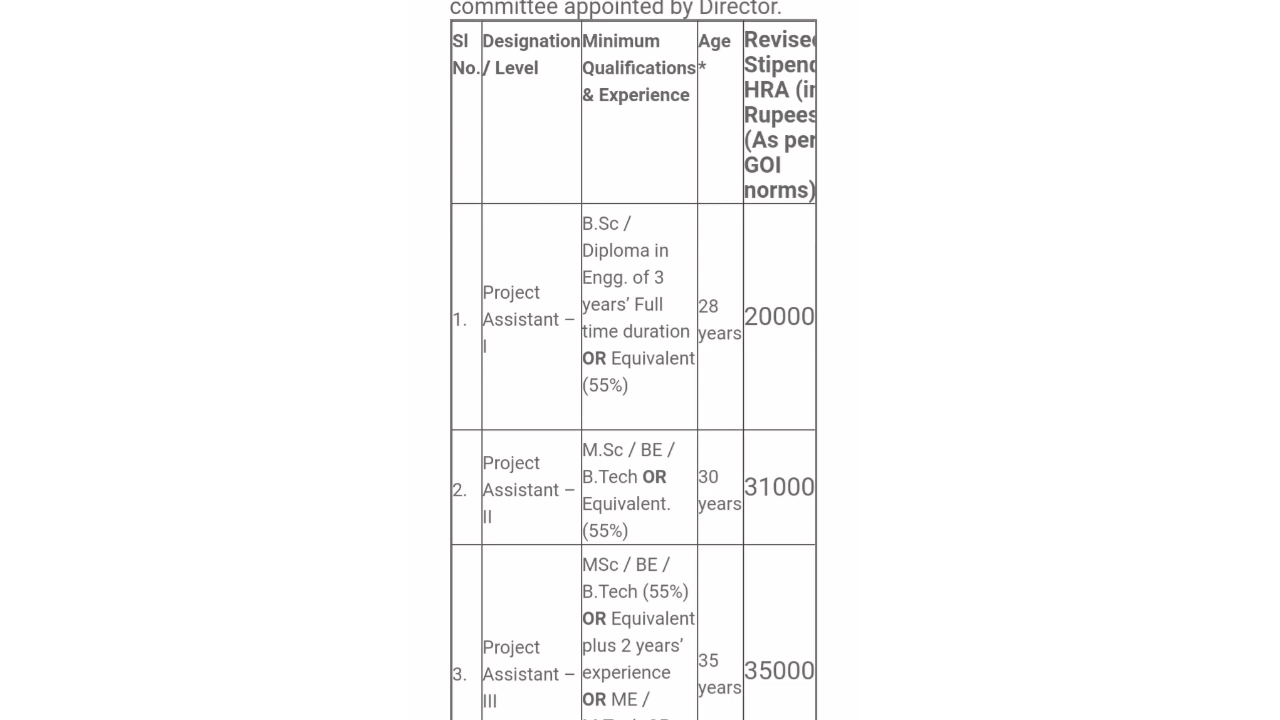 committee appointed by Director.
Sl No.
Designation / Level
Minimum Qualifications & Experience
Age *
Revised Stipend HRA (in Rupees (As per GOI norms)
1.
Project Assistant – I
B.Sc / Diploma in Engg. of 3 years’ Full time duration OR Equivalent (55%)
28 years
20000
2.
Project Assistant – II
M.Sc / BE / B.Tech OR Equivalent. (55%)
30 years
31000
3.
Project Assistant – III
MSc / BE / B.Tech (55%) OR Equivalent plus 2 years’ experience OR ME /
35 years
35000